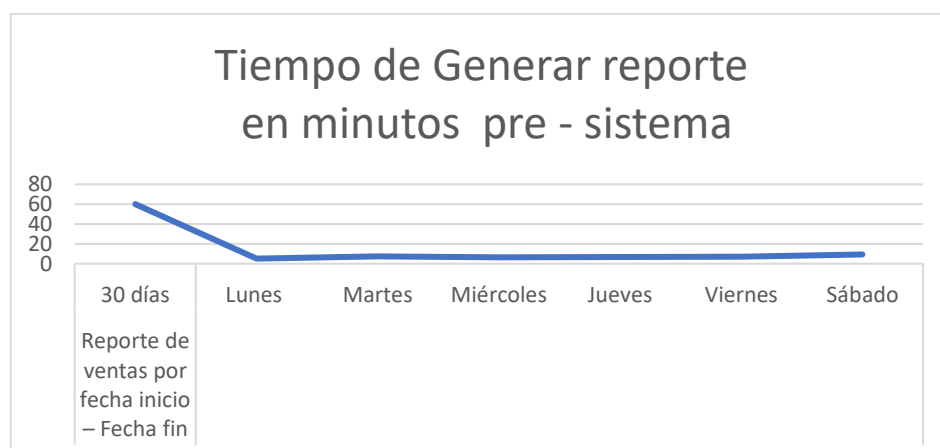 Tiempo de Generar reporte
en minutos pre - sistema
80
60
40
20
0
30 días Lunes Martes Miércoles Jueves Viernes Sábado
Reporte de
ventas por
fecha inicio
– Fecha fin